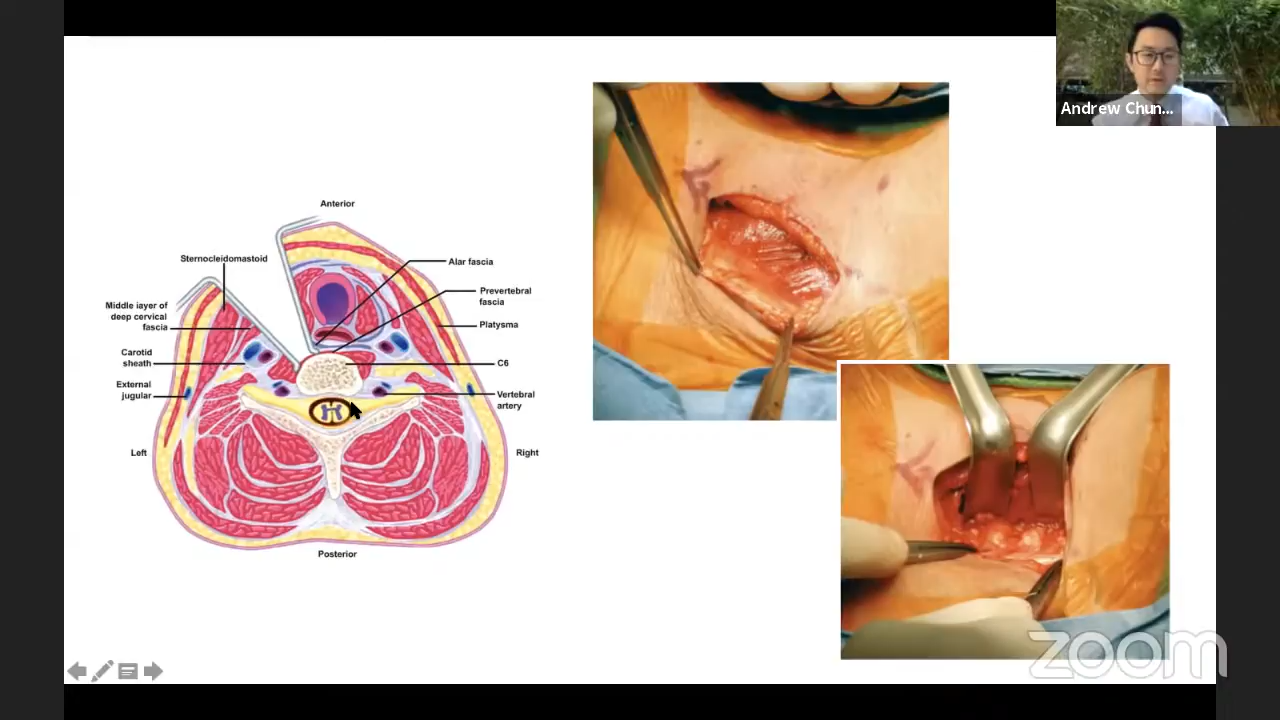 Andrew Chun...
Anterior
Sternocleidomastoid
Alar fascia
Middle layer of
deep cervical
fascia
Prevertebral
fascia
Platysma
Carotid
sheath
C6
External
jugular
Vertebral
artery
Left
Right
Posterior
zoom